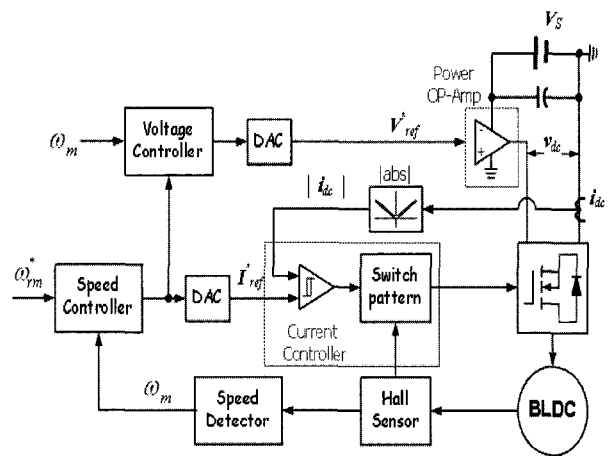 V_S
Power
OP-Amp
Voltage
Controller
DAC
V*_ref
ω_m
- +
v_dc
|abs|
| i_dc |
i_dc
ω*_rm
Speed
Controller
DAC
I*_ref
Switch
pattern
Current
Controller
ω_m
Speed
Detector
Hall
Sensor
BLDC